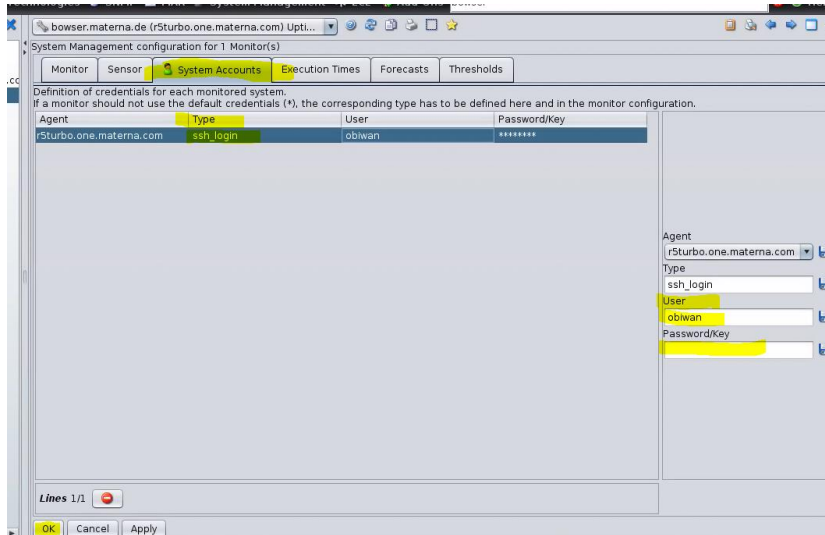 bowser.materna.de (r5turbo.one.materna.com) Upti...
System Management configuration for 1 Monitor(s)
Monitor Sensor System Accounts Execution Times Forecasts Thresholds
Definition of credentials for each monitored system.
If a monitor should not use the default credentials (*), the corresponding type has to be defined here and in the monitor configuration.
Agent Type User Password/Key
r5turbo.one.materna.com ssh_login obiwan ********
Agent
r5turbo.one.materna.com
Type
ssh_login
User
obiwan
Password/Key
Lines 1/1
OK Cancel Apply